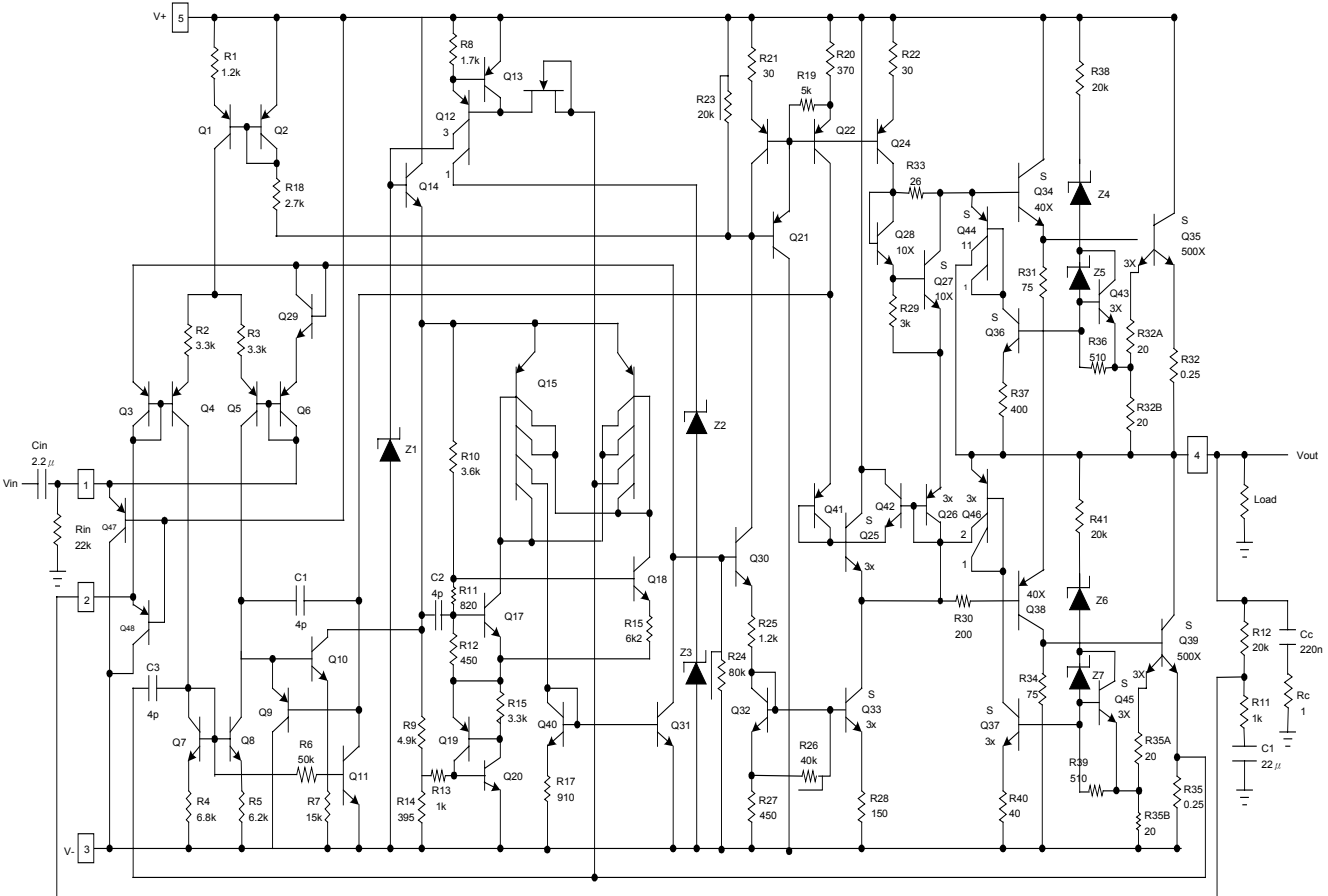 V+ 5
R1
1.2k
R8
1.7k
Q13
R21
30
R20
370
R22
30
R19
5k
R38
20k
Q12
3
R23
20k
Q1
Q2
Q22
Q24
1
Q14
R18
2.7k
R33
26
S
Q34
40X
Z4
S
Q44
11
S
Q35
500X
Q21
Q28
10X
S
Q27
10X
1
R31
75
3X
Z5
Q43
3X
Q29
R2
3.3k
R3
3.3k
R29
3k
S
Q36
R36
510
R32A
20
R32
0.25
Q15
Q3
Q4
Q5
Q6
R37
400
R32B
20
Z1
Z2
Cin
2.2μ
R10
3.6k
4
Vout
Vin
1
Q47
Rin
22k
Q41
S
Q25
3x
Q42
3x
Q26
3x
Q46
2
1
R41
20k
Load
Q30
C1
4p
C2
4p
R11
820
Q18
2
Q48
Q17
R12
450
R15
6k2
R25
1.2k
R30
200
40X
Q38
Z6
S
Q39
500X
R12
20k
Cc
220n
Q10
Z3
R24
80k
C3
4p
Q9
R15
3.3k
Q40
Q31
Q32
S
Q33
3x
R34
75
Z7
S
Q45
3X
3X
R11
1k
Rc
1
Q7
Q8
R9
4.9k
Q19
S
Q37
3x
R6
50k
Q11
R13
1k
Q20
R26
40k
R39
510
R35A
20
C1
22μ
R4
6.8k
R5
6.2k
R7
15k
R14
395
R17
910
R27
450
R28
150
R40
40
R35B
20
R35
0.25
V- 3